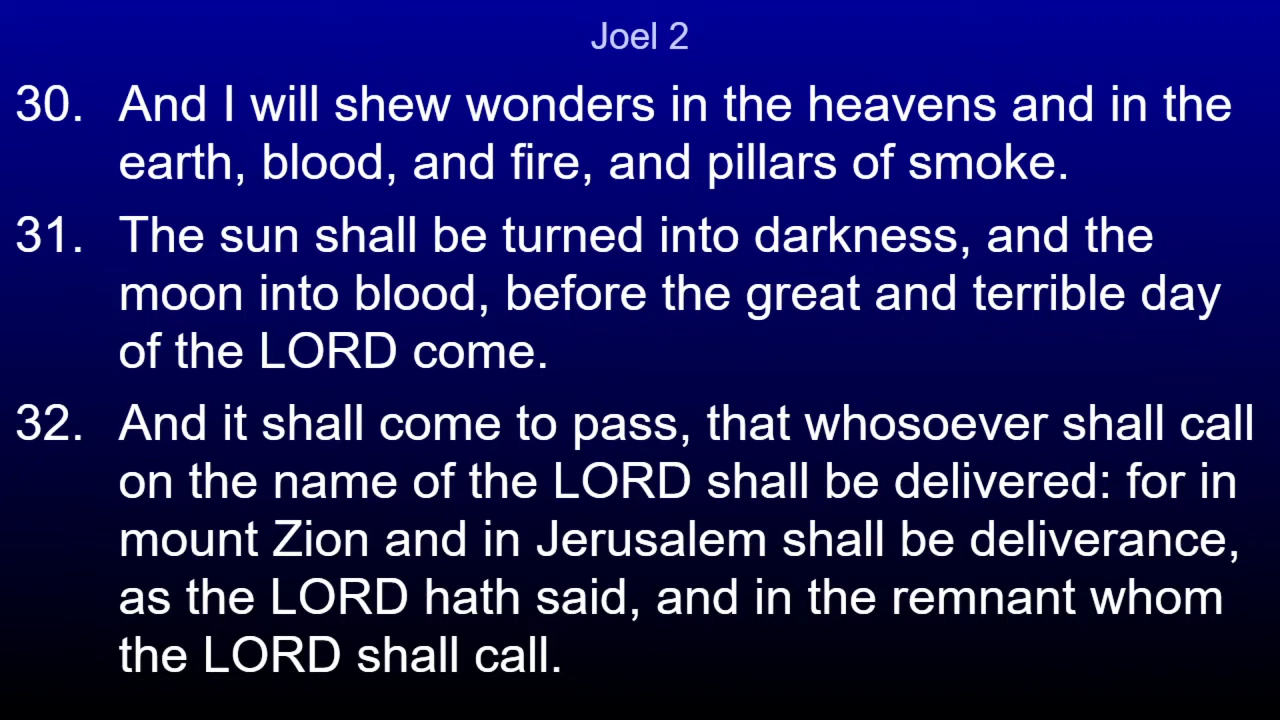 Joel 2
30. And I will shew wonders in the heavens and in the
earth, blood, and fire, and pillars of smoke.
31. The sun shall be turned into darkness, and the
moon into blood, before the great and terrible day
of the LORD come.
32. And it shall come to pass, that whosoever shall call
on the name of the LORD shall be delivered: for in
mount Zion and in Jerusalem shall be deliverance,
as the LORD hath said, and in the remnant whom
the LORD shall call.